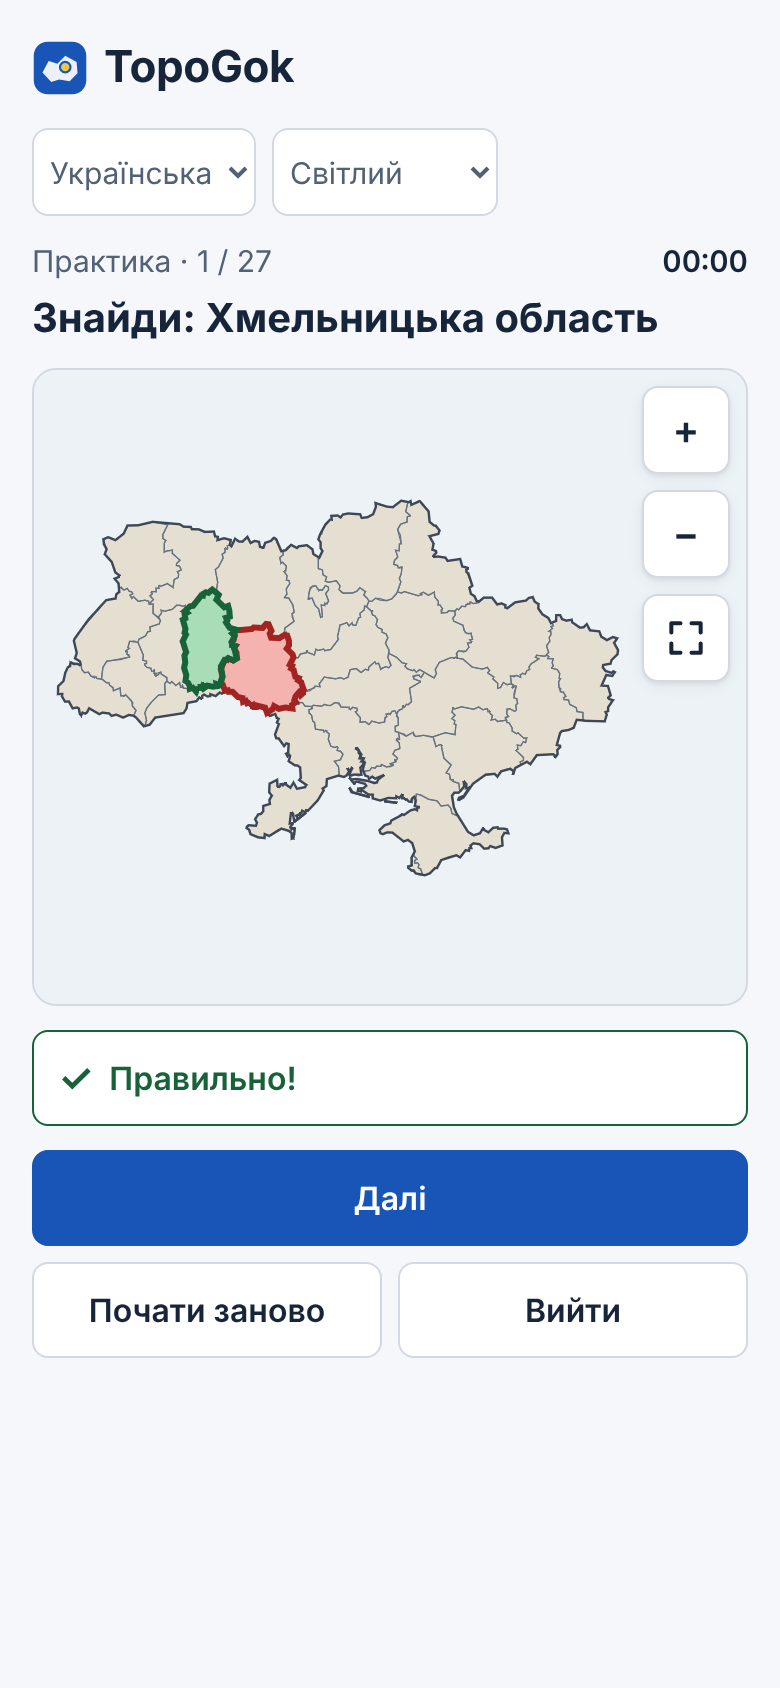 TopoGok
Українська
Світлий
Практика · 1 / 27
00:00
Знайди: Хмельницька область
+
−
Правильно!
Далі
Почати заново
Вийти